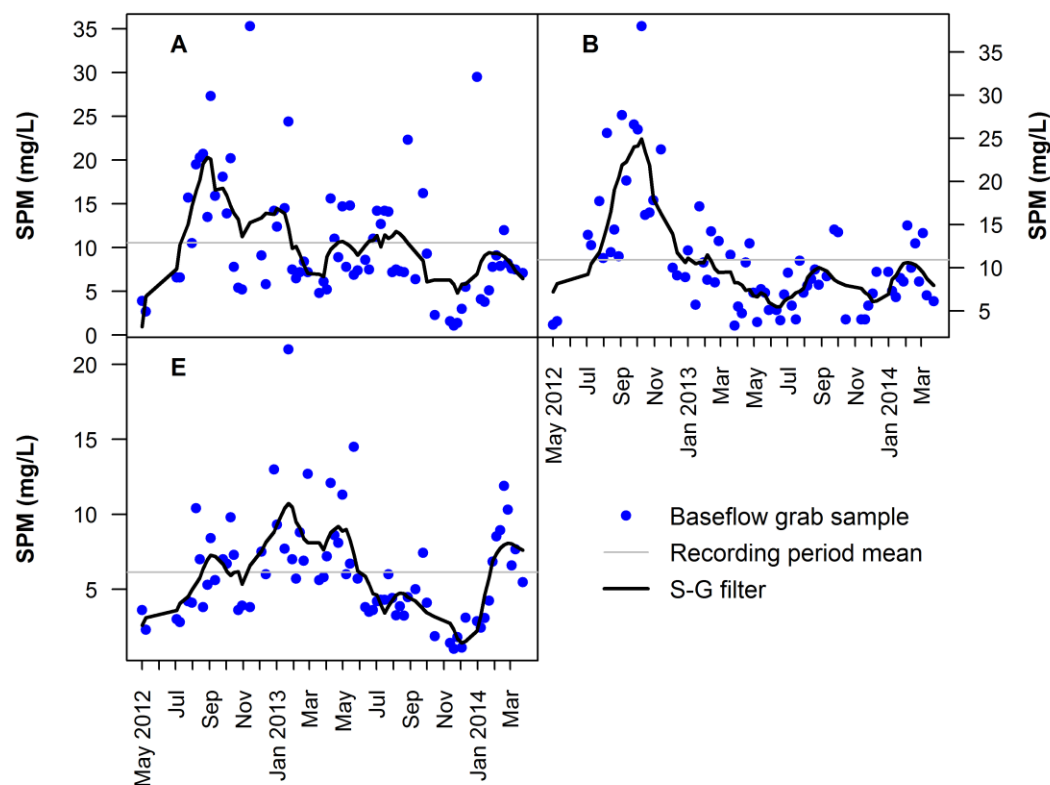 A
B
E
SPM (mg/L)
35
30
25
20
15
10
5
0
35
30
25
20
15
10
5
SPM (mg/L)
20
15
10
5
SPM (mg/L)
May 2012
Jul
Sep
Nov
Jan 2013
Mar
May
Jul
Sep
Nov
Jan 2014
Mar
May 2012
Jul
Sep
Nov
Jan 2013
Mar
May
Jul
Sep
Nov
Jan 2014
Mar
Baseflow grab sample
Recording period mean
S-G filter